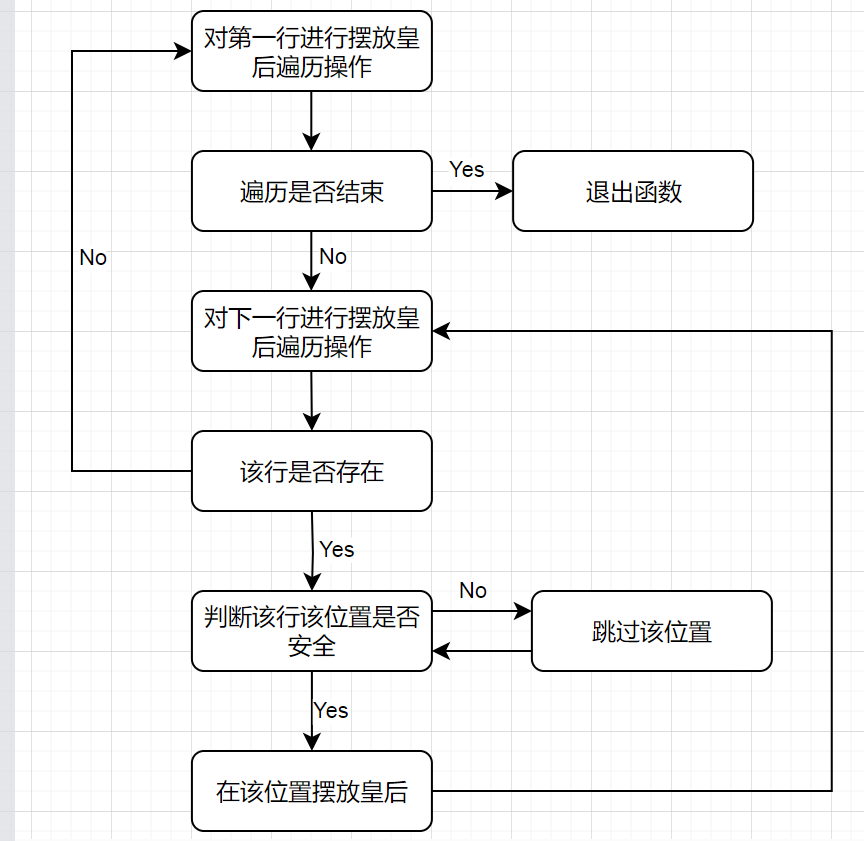 对第一行进行摆放皇
后遍历操作
遍历是否结束
Yes
退出函数
No
No
对下一行进行摆放皇
后遍历操作
该行是否存在
Yes
判断该行该位置是否
安全
No
跳过该位置
Yes
在该位置摆放皇后